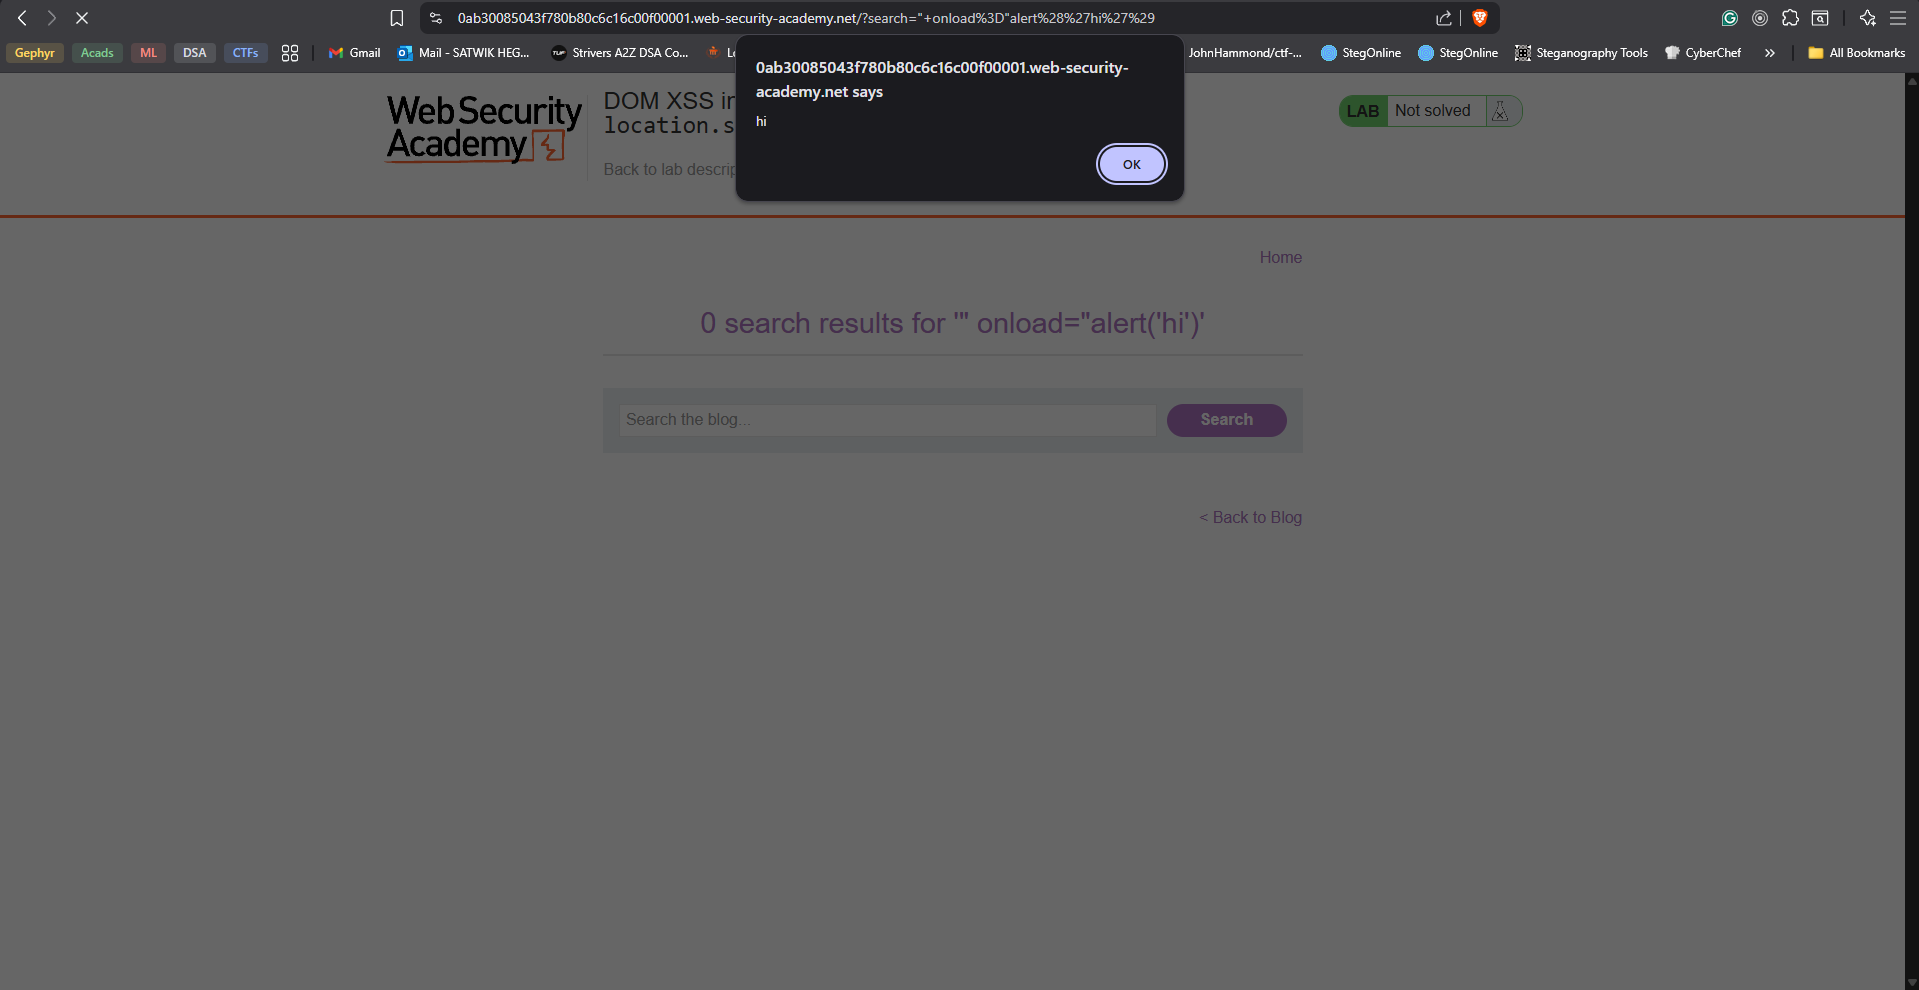 0ab30085043f780b80c6c16c00f00001.web-security-academy.net/?search="+onload%3D"alert%28%27hi%27%29
Gephyr Acads ML DSA CTFs Gmail Mail - SATWIK HEG... Strivers A2Z DSA Co... JohnHammond/ctf-... StegOnline StegOnline Steganography Tools CyberChef » All Bookmarks
0ab30085043f780b80c6c16c00f00001.web-security-
academy.net says
hi
OK
Web Security
Academy
DOM XSS in
location.s
Back to lab descrip
LAB Not solved
Home
0 search results for '" onload="alert('hi')'
Search the blog...
Search
< Back to Blog